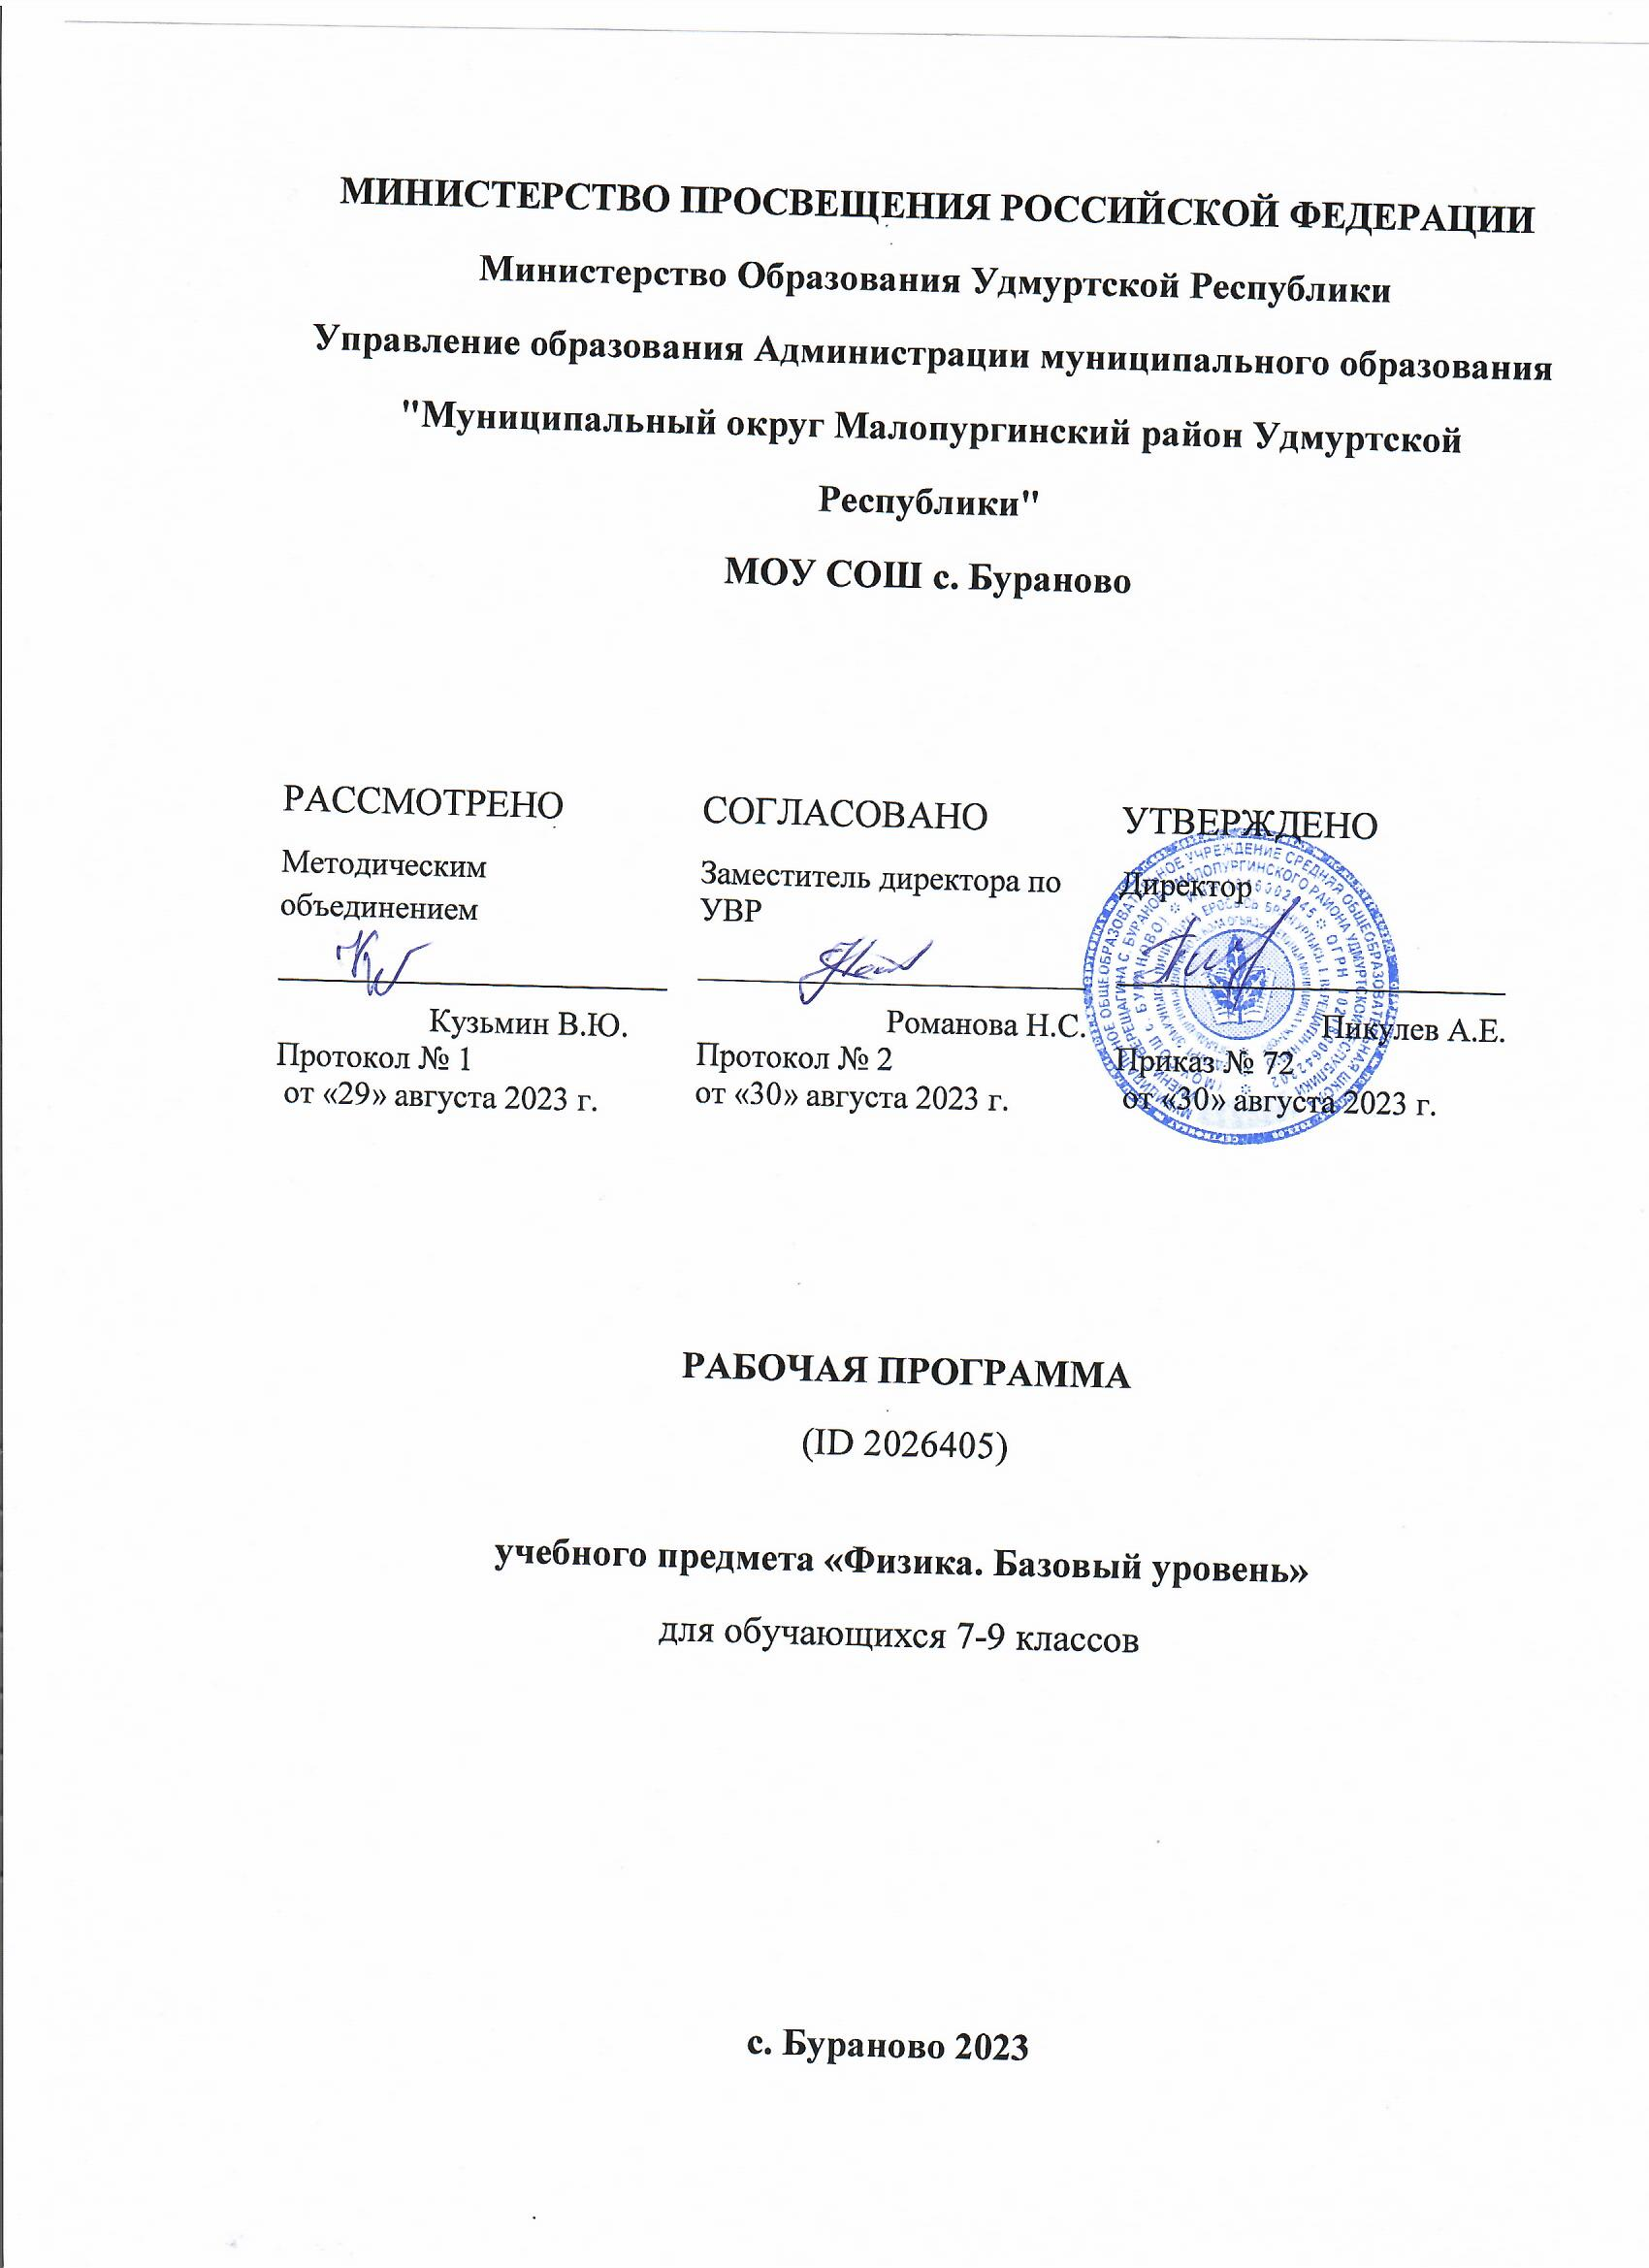 МИНИСТЕРСТВО ПРОСВЕЩЕНИЯ РОССИЙСКОЙ ФЕДЕРАЦИИ
Министерство Образования Удмуртской Республики
Управление образования Администрации муниципального образования
"Муниципальный округ Малопургинский район Удмуртской
Республики"
МОУ СОШ с. Бураново
РАССМОТРЕНО
Методическим
объединением
Кузьмин В.Ю.
Протокол № 1
от «29» августа 2023 г.
СОГЛАСОВАНО
Заместитель директора по
УВР
Романова Н.С.
Протокол № 2
от «30» августа 2023 г.
УТВЕРЖДЕНО
Директор
Пикулев А.Е.
Приказ № 72
от «30» августа 2023 г.
РАБОЧАЯ ПРОГРАММА
(ID 2026405)
учебного предмета «Физика. Базовый уровень»
для обучающихся 7-9 классов
с. Бураново 2023